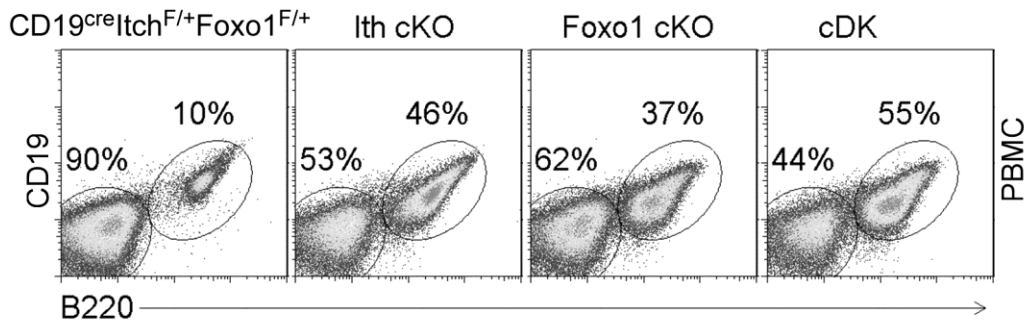 CD19creItchF/+Foxo1F/+ Ith cKO Foxo1 cKO cDK
10% 46% 37% 55%
90% 53% 62% 44%
CD19
PBMC
B220